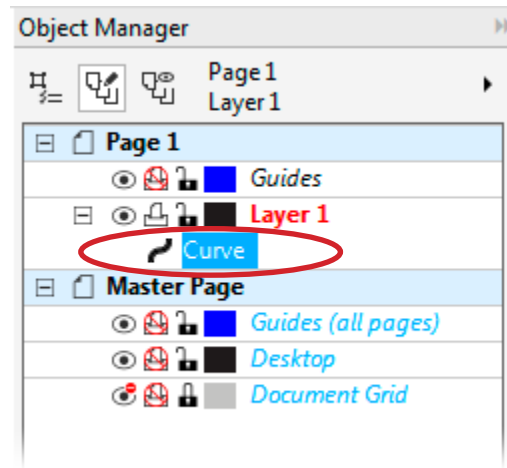 Object Manager
Page 1
Layer 1
Page 1
Guides
Layer 1
Curve
Master Page
Guides (all pages)
Desktop
Document Grid